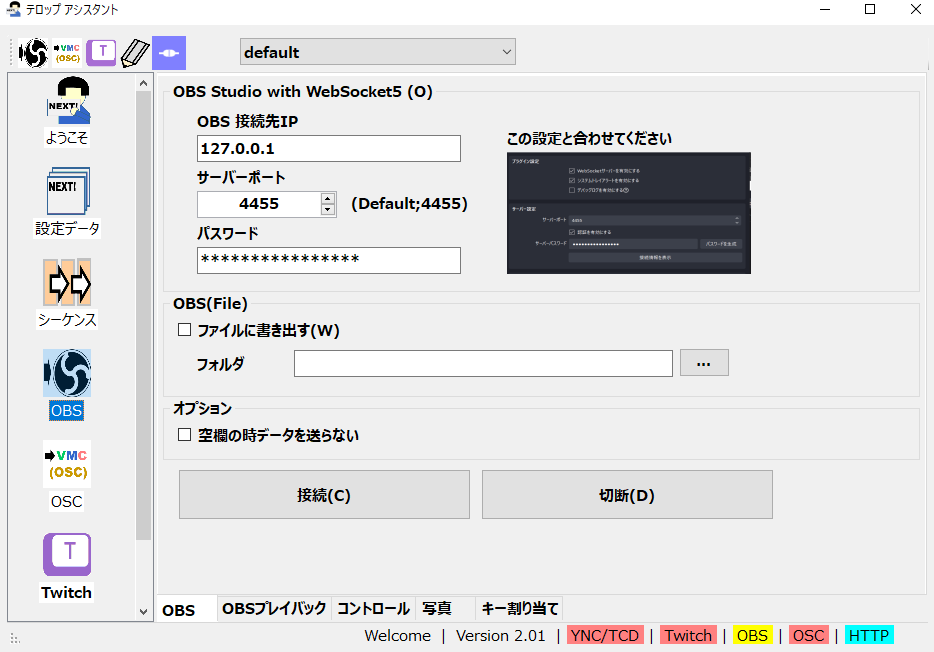 テロップ アシスタント
NEXT!
➡VMC
(OSC)
T
default
NEXT!
ようこそ
NEXT!
設定データ
シーケンス
OBS
➡VMC
(OSC)
OSC
T
Twitch
OBS Studio with WebSocket5 (O)
OBS 接続先IP
127.0.0.1
サーバーポート
4455
(Default;4455)
パスワード
****************
この設定と合わせてください
プラグイン設定
WebSocketサーバーを有効にする
システムトレイアラートを有効にする
デバッグログを有効にする
サーバー設定
サーバーポート 4455
認証を有効にする
サーバーパスワード ●●●●●●●●●●●●●●●● パスワードを生成
接続情報を表示
OBS(File)
ファイルに書き出す(W)
フォルダ
...
オプション
空欄の時データを送らない
接続(C)
切断(D)
OBS OBSプレイバック コントロール 写真 キー割り当て
Welcome | Version 2.01 | YNC/TCD | Twitch | OBS | OSC | HTTP